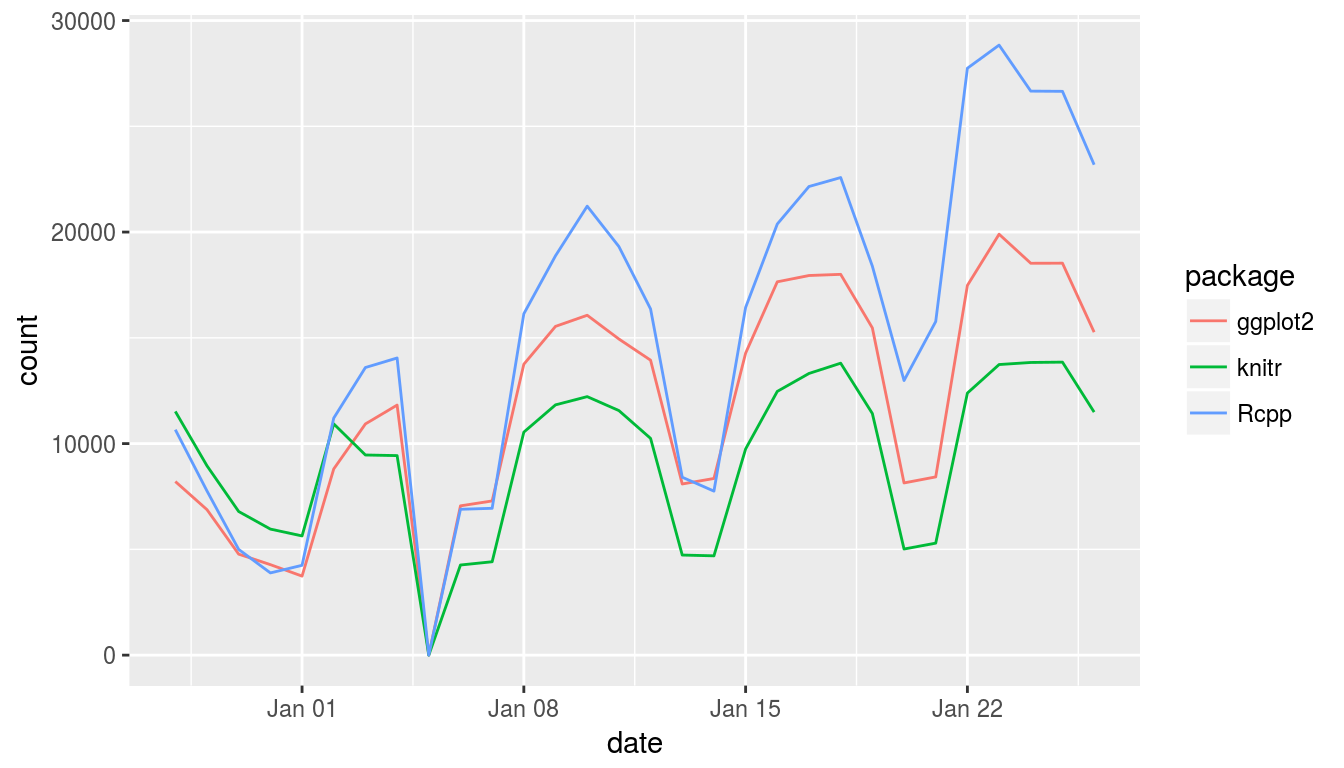 30000
20000
10000
0
count
Jan 01
Jan 08
Jan 15
Jan 22
date
package
ggplot2
knitr
Rcpp